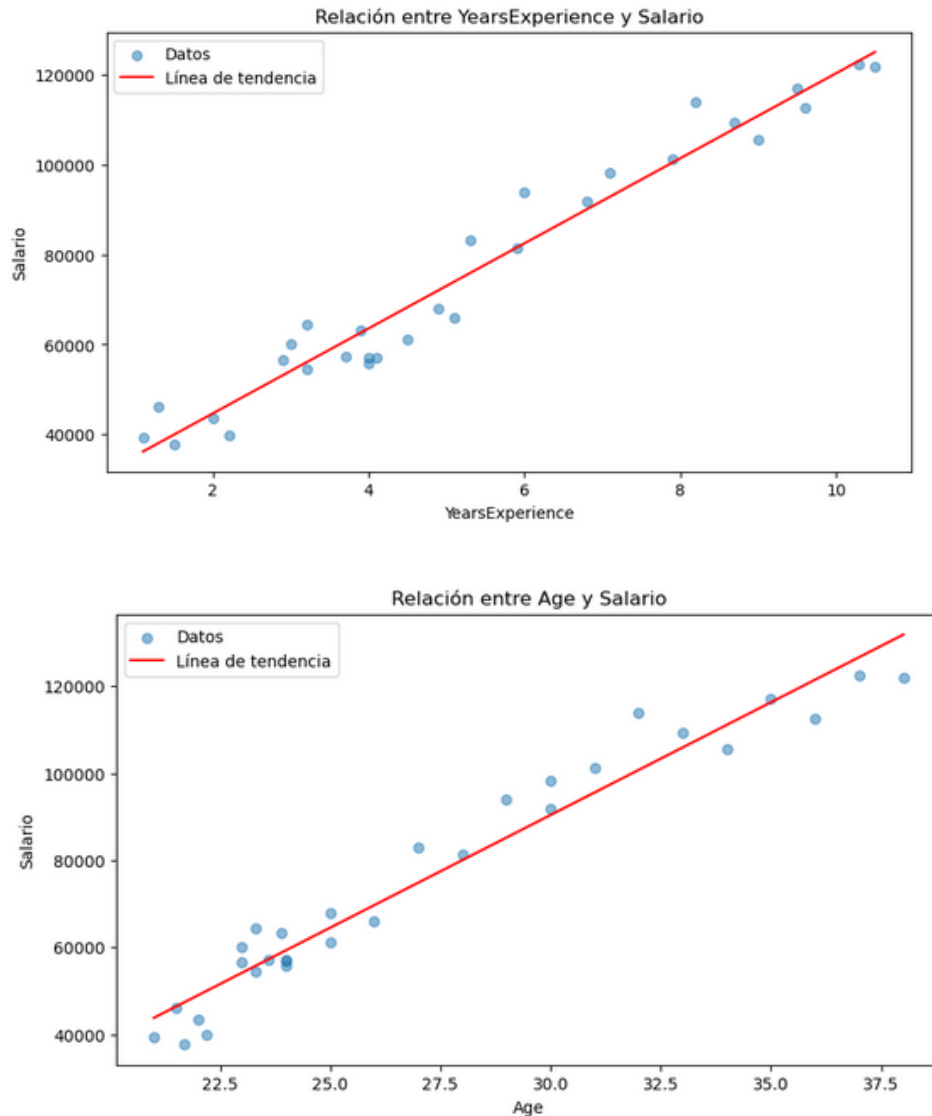 Relación entre YearsExperience y Salario
Datos
Línea de tendencia
120000
100000
80000
60000
40000
Salario
2 4 6 8 10
YearsExperience
Relación entre Age y Salario
Datos
Línea de tendencia
120000
100000
80000
60000
40000
Salario
22.5 25.0 27.5 30.0 32.5 35.0 37.5
Age